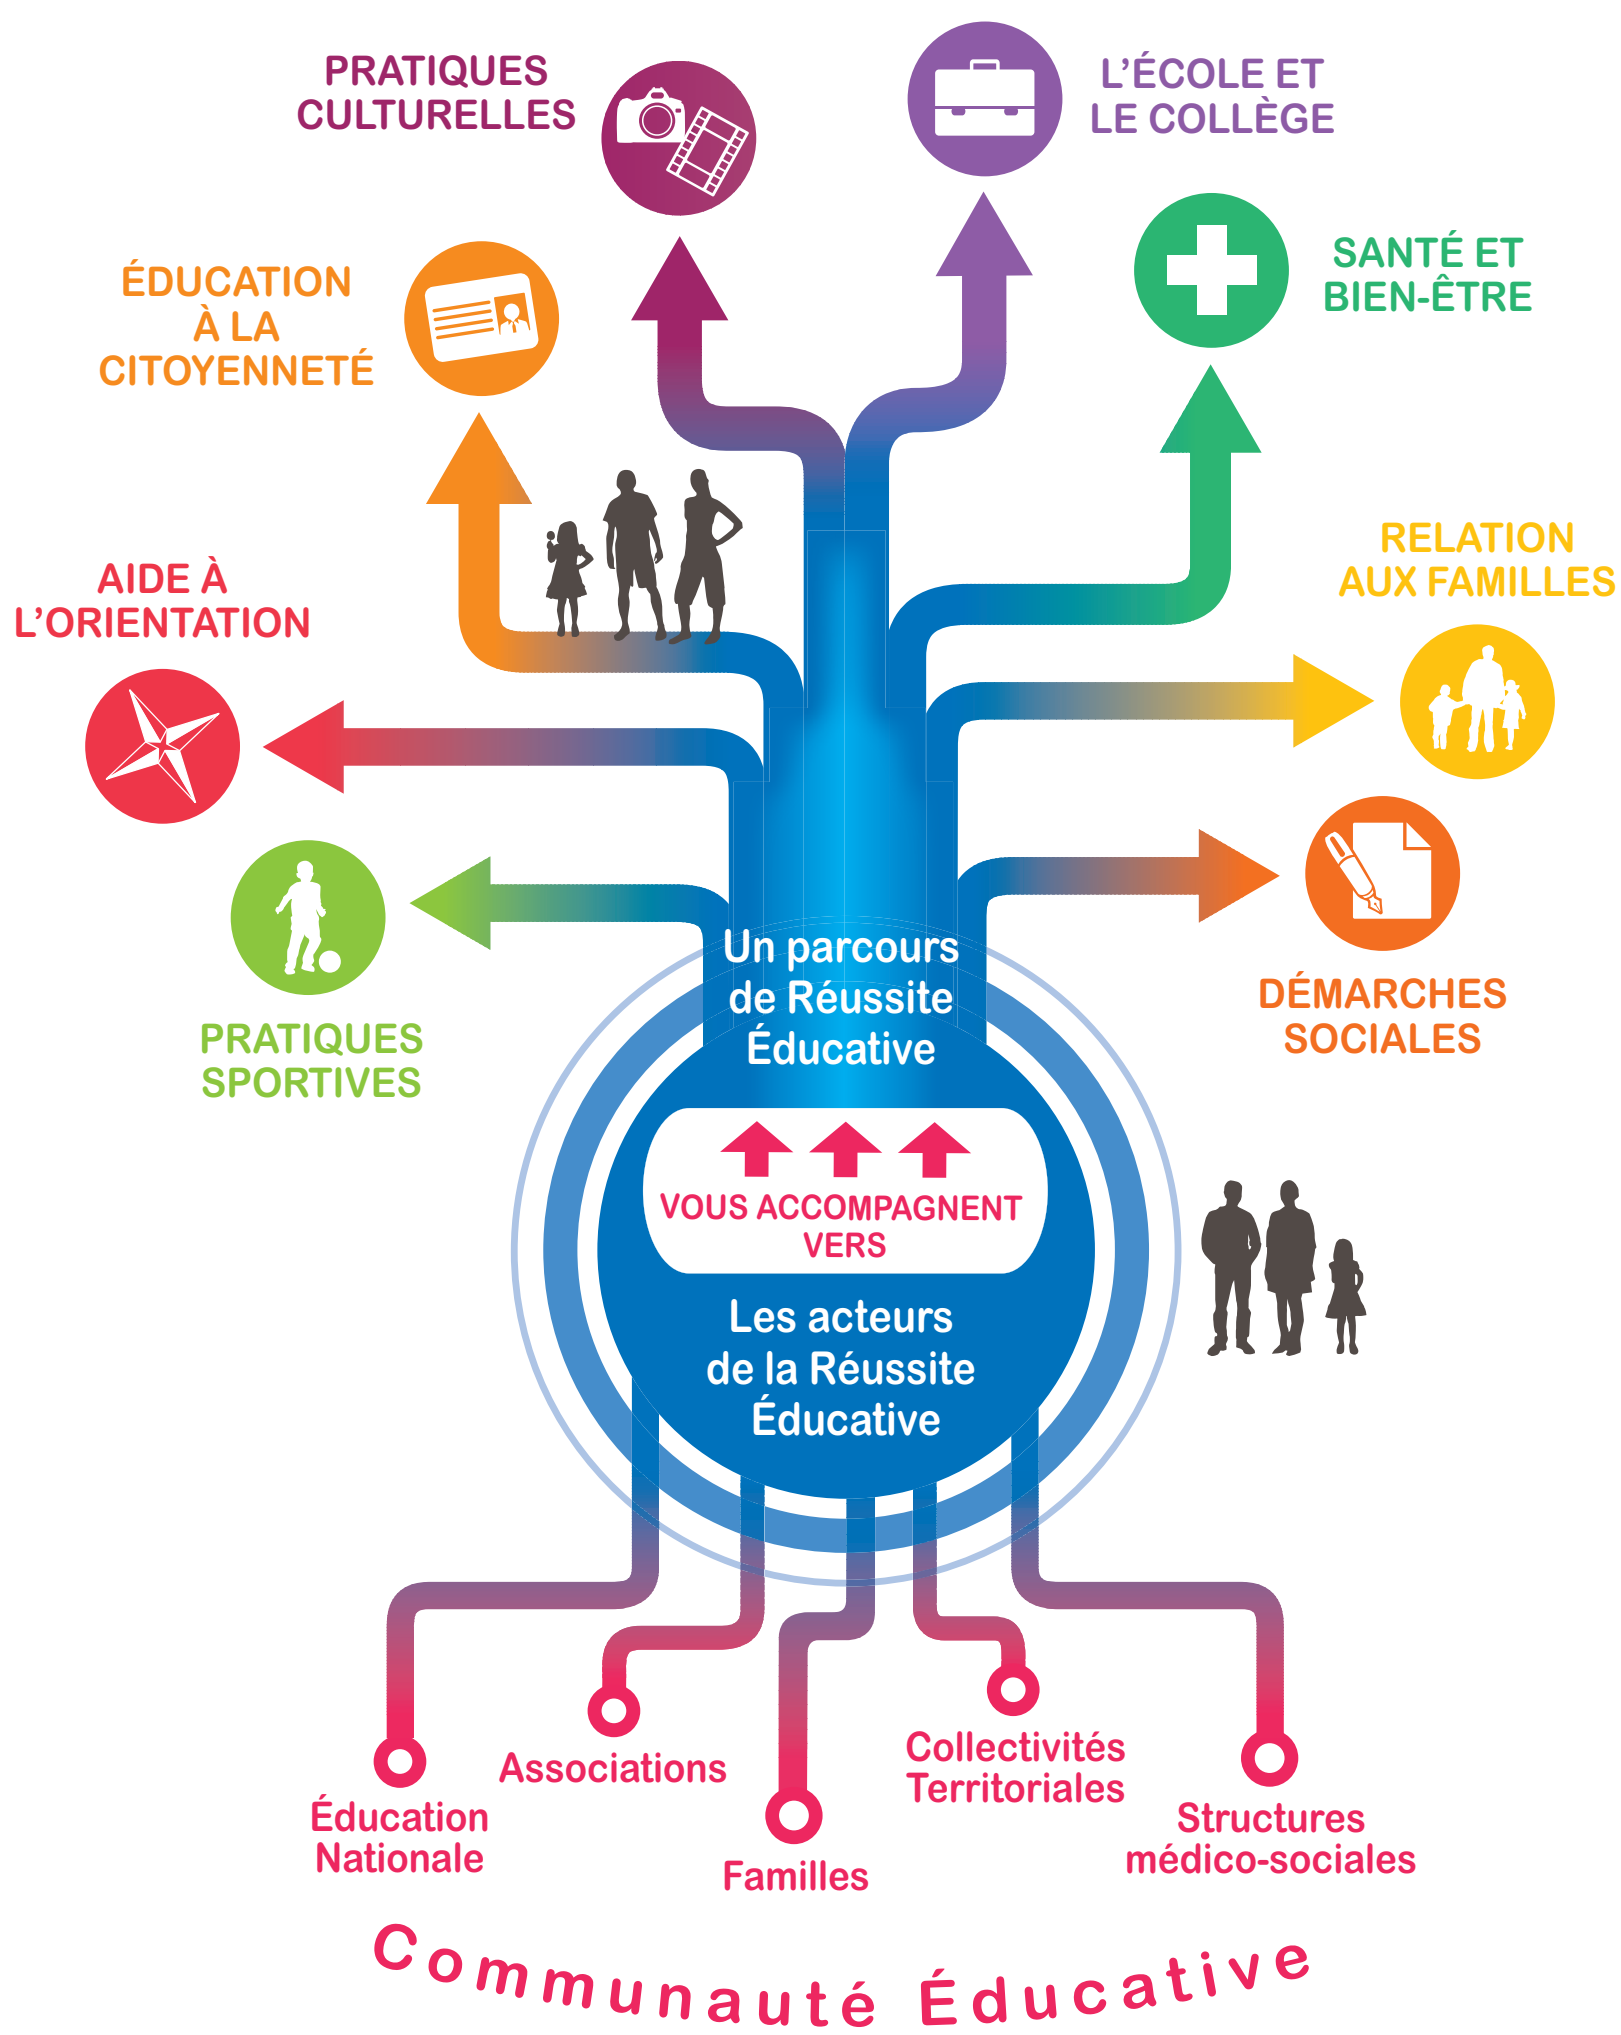 PRATIQUES
CULTURELLES
L'ÉCOLE ET
LE COLLÈGE
ÉDUCATION
À LA
CITOYENNETÉ
SANTÉ ET
BIEN-ÊTRE
AIDE À
L'ORIENTATION
RELATION
AUX FAMILLES
PRATIQUES
SPORTIVES
DÉMARCHES
SOCIALES
Un parcours
de Réussite
Éducative
VOUS ACCOMPAGNENT
VERS
Les acteurs
de la Réussite
Éducative
Éducation
Nationale
Associations
Familles
Collectivités
Territoriales
Structures
médico-sociales
Communauté Éducative